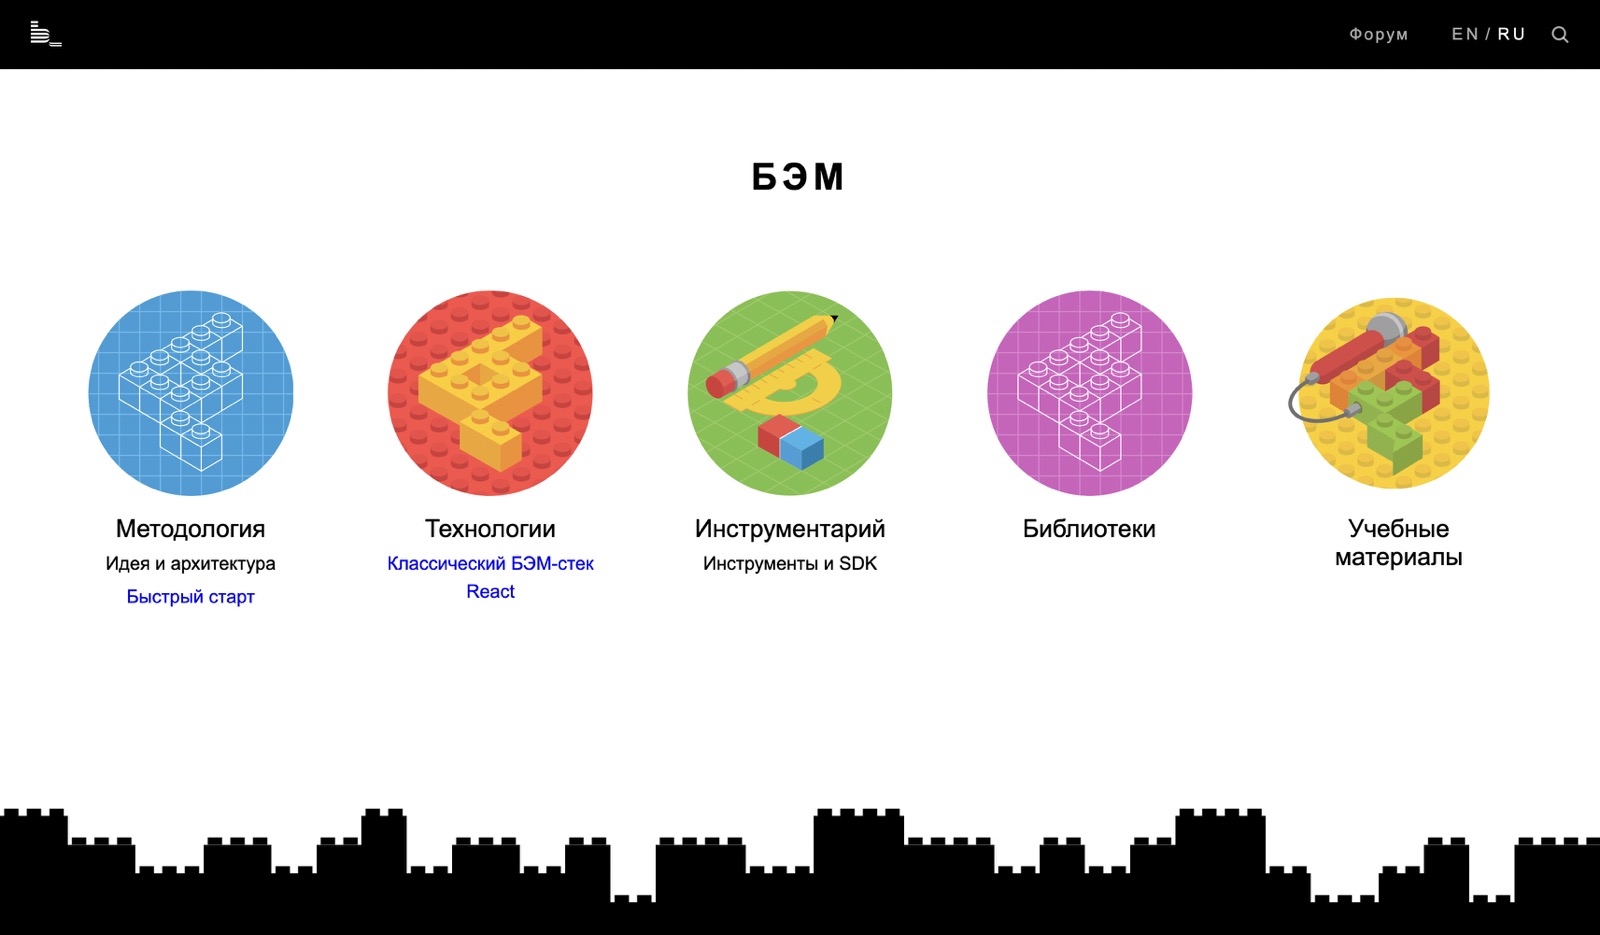 Форум
EN / RU
БЭМ
Методология
Идея и архитектура
Быстрый старт
Технологии
Классический БЭМ-стек
React
Инструментарий
Инструменты и SDK
Библиотеки
Учебные
материалы